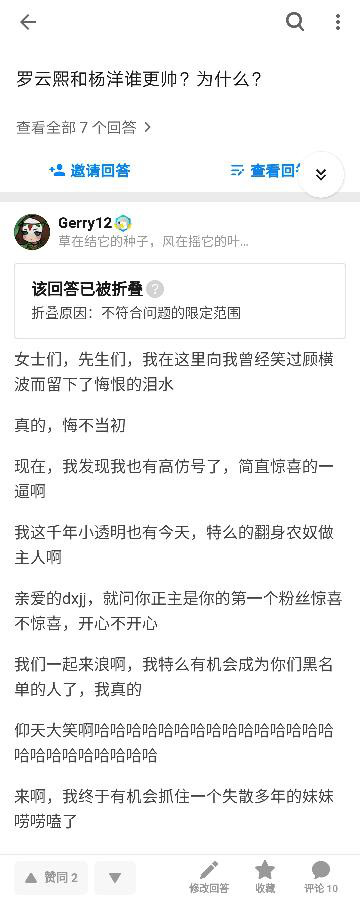 罗云熙和杨洋谁更帅？为什么？
查看全部 7 个回答
邀请回答
查看回答
Gerry12
草在结它的种子，风在摇它的叶...
该回答已被折叠
折叠原因：不符合问题的限定范围
女士们，先生们，我在这里向我曾经笑过顾横
波而留下了悔恨的泪水
真的，悔不当初
现在，我发现我也有高仿号了，简直惊喜的一
逼啊
我这千年小透明也有今天，特么的翻身农奴做
主人啊
亲爱的dxjj，就问你正主是你的第一个粉丝惊喜
不惊喜，开心不开心
我们一起来浪啊，我特么有机会成为你们黑名
单的人了，我真的
仰天大笑啊哈哈哈哈哈哈哈哈哈哈哈哈哈哈哈
哈哈哈哈哈哈哈哈哈
来啊，我终于有机会抓住一个失散多年的妹妹
唠唠嗑了
赞同 2
修改回答
收藏
评论 10